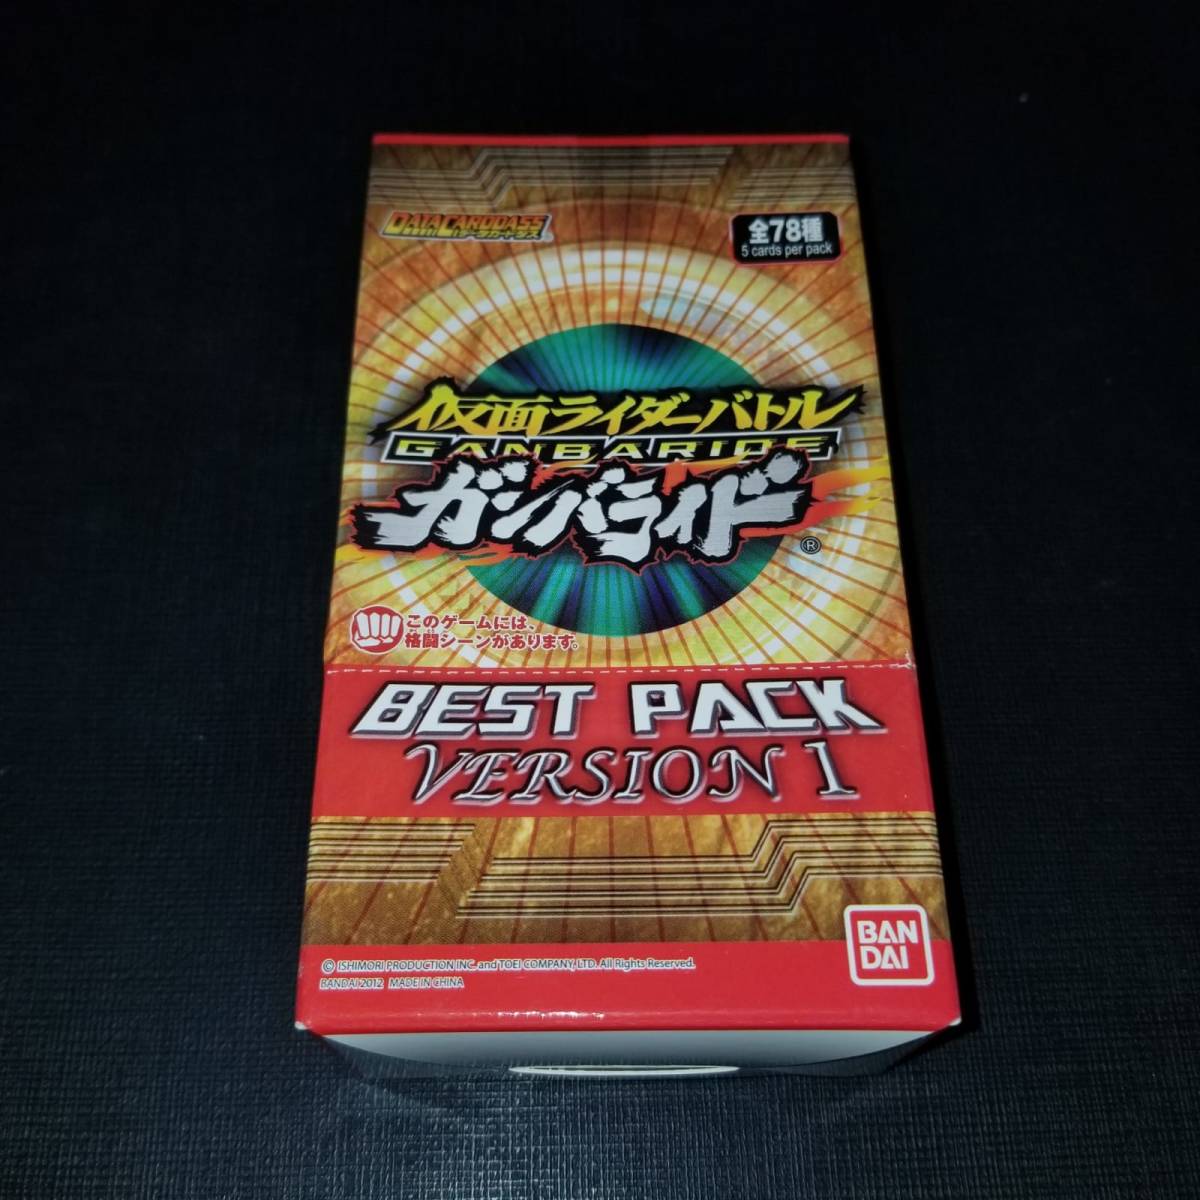 DATACARDDASS
データカードダス
全78種
5 cards per pack
仮面ライダーバトル
GANBARIDE
ガンバライド
®
このゲームには、
格闘シーンがあります。
BEST PACK
VERSION 1
BAN
DAI
© ISHIMORI PRODUCTION INC. and TOEI COMPANY, LTD. All Rights Reserved.
BANDAI 2012 MADE IN CHINA